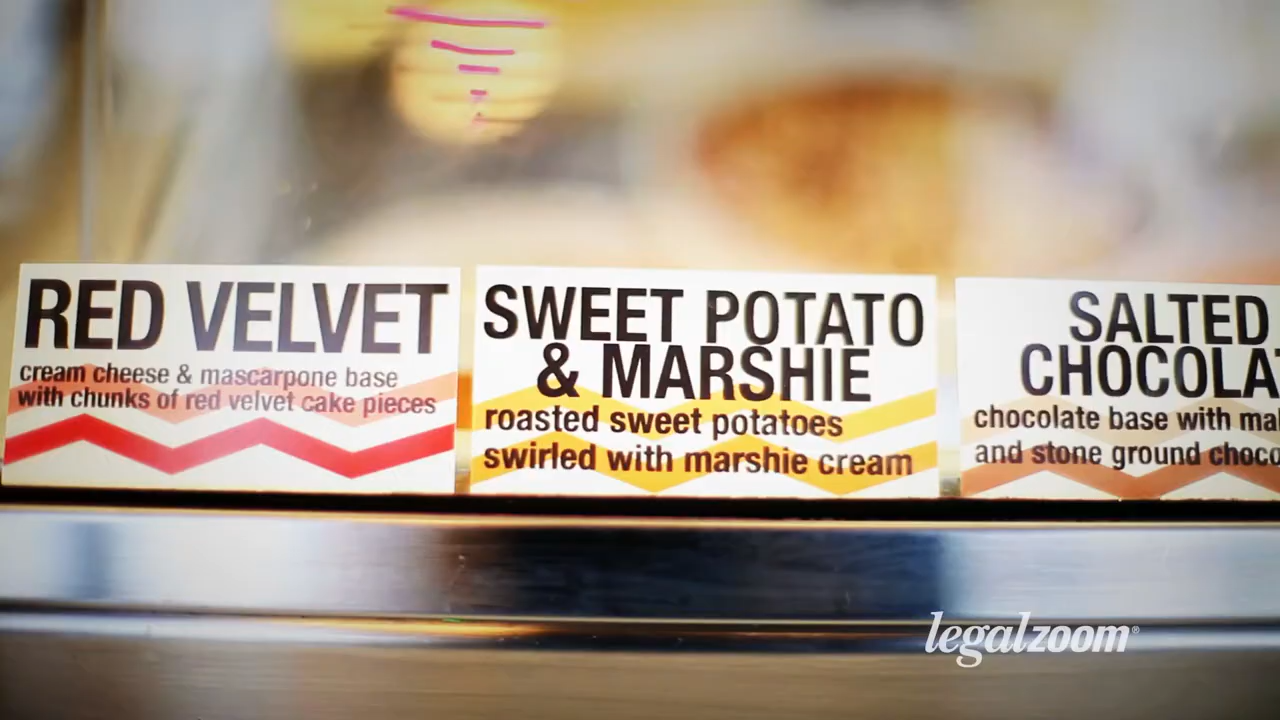 RED VELVET
cream cheese & mascarpone base
with chunks of red velvet cake pieces
SWEET POTATO
& MARSHIE
roasted sweet potatoes
swirled with marshie cream
SALTED
chocolate base with
and stone ground
legalzoom®